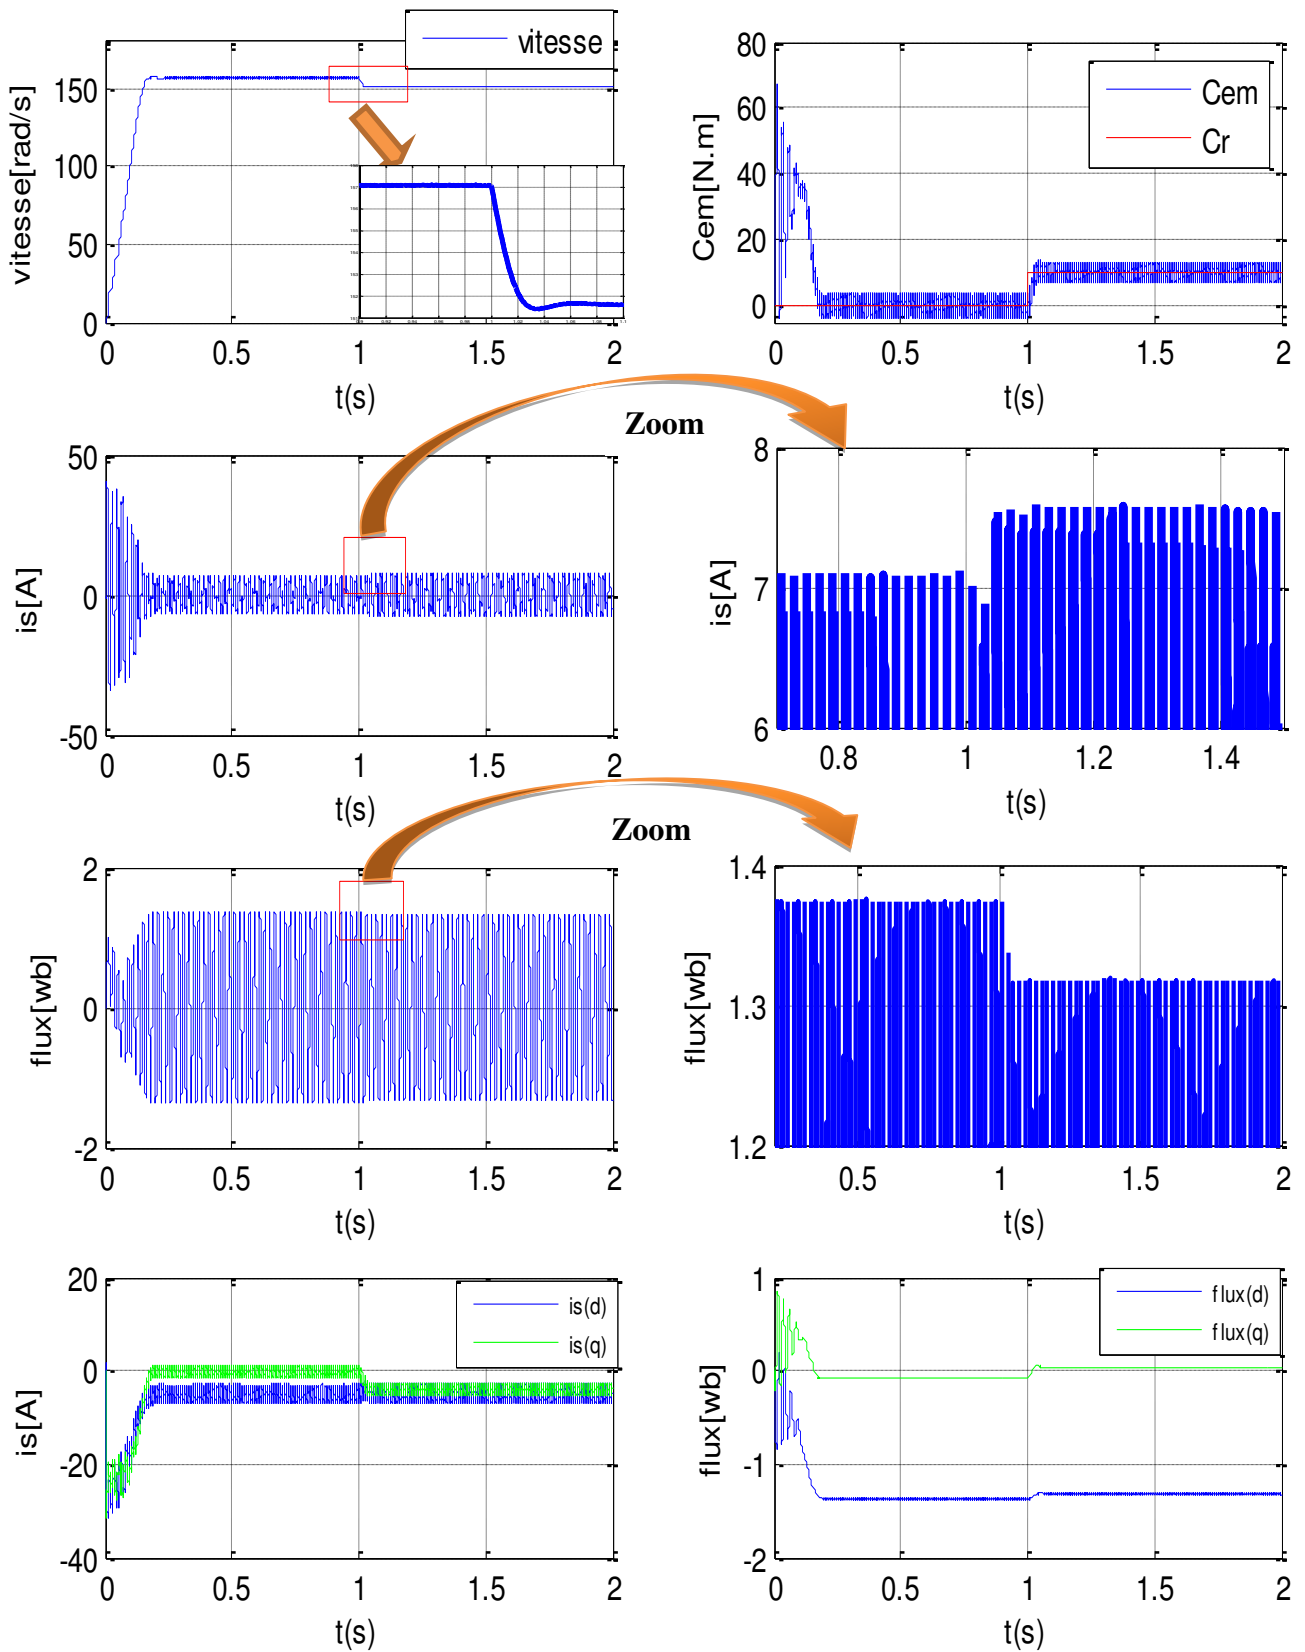 vitesse
vitesse[rad/s]
150
100
50
0
0 0.5 1 1.5 2
t(s)
Cem
Cr
Cem[N.m]
80
60
40
20
0
0 0.5 1 1.5 2
t(s)
Zoom
is[A]
50
0
-50
0 0.5 1 1.5 2
t(s)
is[A]
8
7
6
0.8 1 1.2 1.4
t(s)
Zoom
flux[wb]
2
0
-2
0 0.5 1 1.5 2
t(s)
flux[wb]
1.4
1.3
1.2
0.5 1 1.5 2
t(s)
is(d)
is(q)
is[A]
20
0
-20
-40
0 0.5 1 1.5 2
t(s)
flux(d)
flux(q)
flux[wb]
1
0
-1
-2
0 0.5 1 1.5 2
t(s)